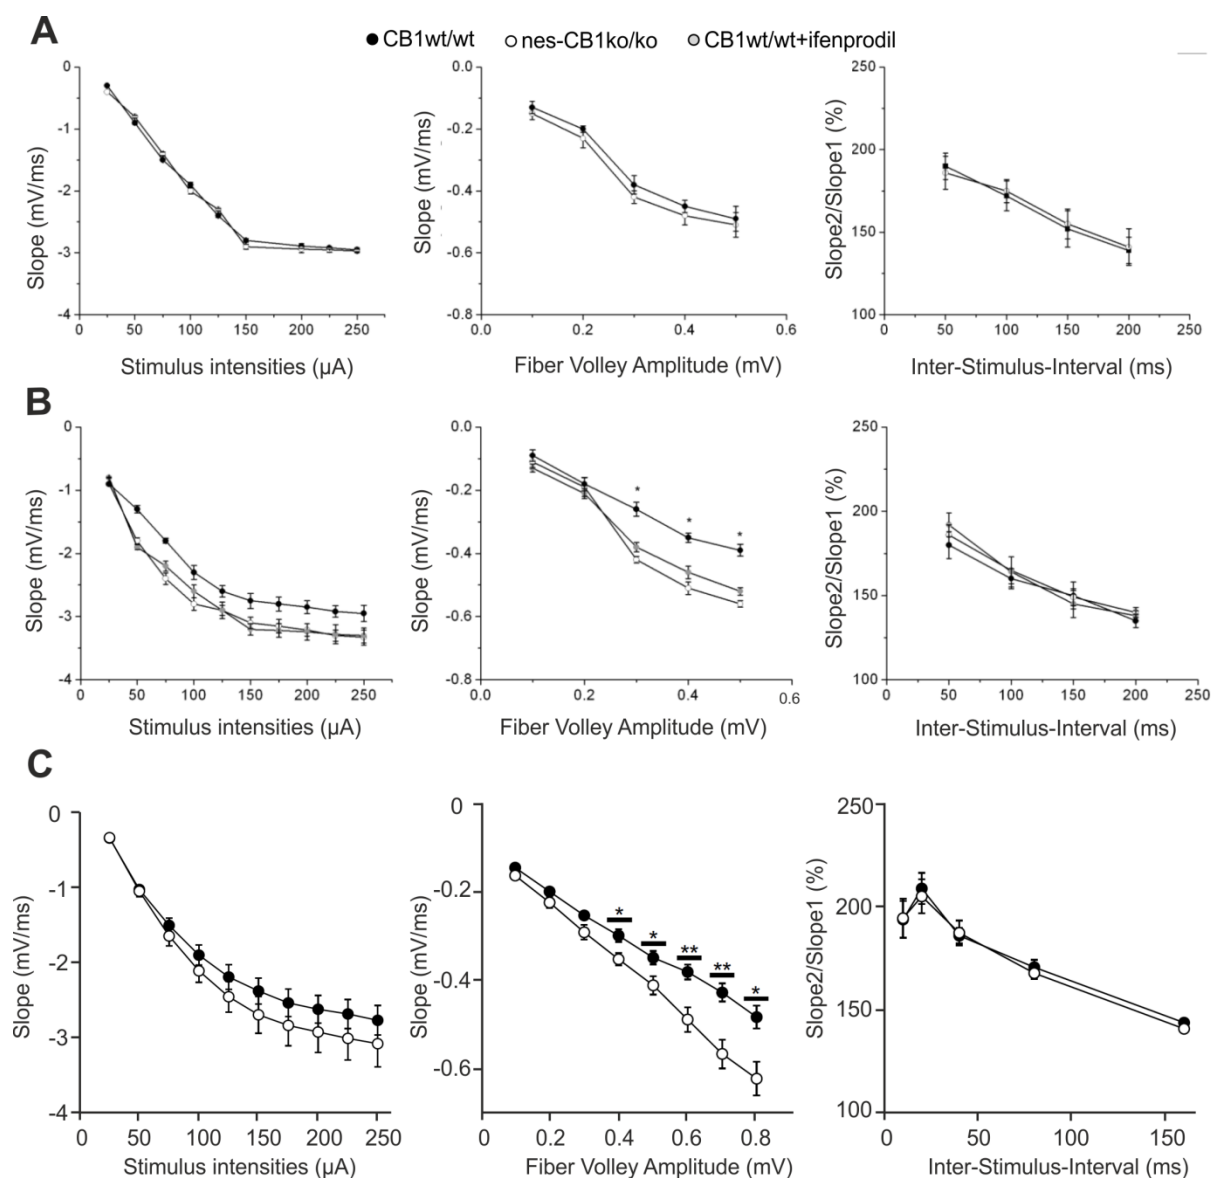 A
CB1wt/wt nes-CB1ko/ko CB1wt/wt+ifenprodil
Slope (mV/ms)
0
-1
-2
-3
-4
0 50 100 150 200 250
Stimulus intensities (µA)
Slope (mV/ms)
0.0
-0.2
-0.4
-0.6
-0.8
0.0 0.2 0.4 0.6
Fiber Volley Amplitude (mV)
Slope2/Slope1 (%)
250
200
150
100
0 50 100 150 200 250
Inter-Stimulus-Interval (ms)
B
Slope (mV/ms)
0
-1
-2
-3
-4
*
0 50 100 150 200 250
Stimulus intensities (µA)
Slope (mV/ms)
0.0
-0.2
-0.4
-0.6
-0.8
* * *
0.0 0.2 0.4 0.6
Fiber Volley Amplitude (mV)
Slope2/Slope1 (%)
250
200
150
100
0 50 100 150 200 250
Inter-Stimulus-Interval (ms)
C
Slope (mV/ms)
0
-1
-2
-3
-4
0 50 100 150 200 250
Stimulus intensities (µA)
Slope (mV/ms)
0
-0.2
-0.4
-0.6
* * ** ** *
0 0.2 0.4 0.6 0.8
Fiber Volley Amplitude (mV)
Slope2/Slope1 (%)
250
200
150
100
0 50 100 150
Inter-Stimulus-Interval (ms)